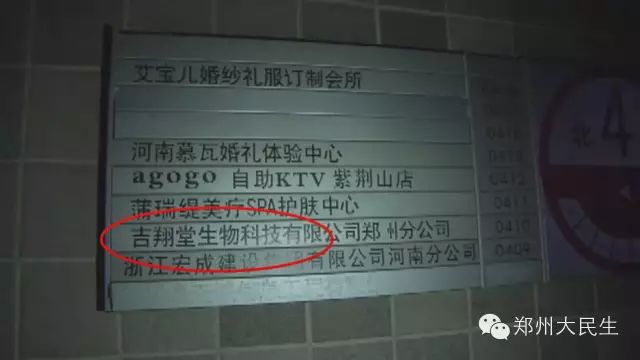 艾宝儿婚纱礼服订制会所
河南慕瓦婚礼体验中心
agogo 自助KTV 紫荆山店 0412
蒲瑞缇美疗SPA护肤中心 0411
吉翔堂生物科技有限公司郑州分公司 0410
浙江宏成建设 有限公司河南分公司 0409
北 4
郑州大民生